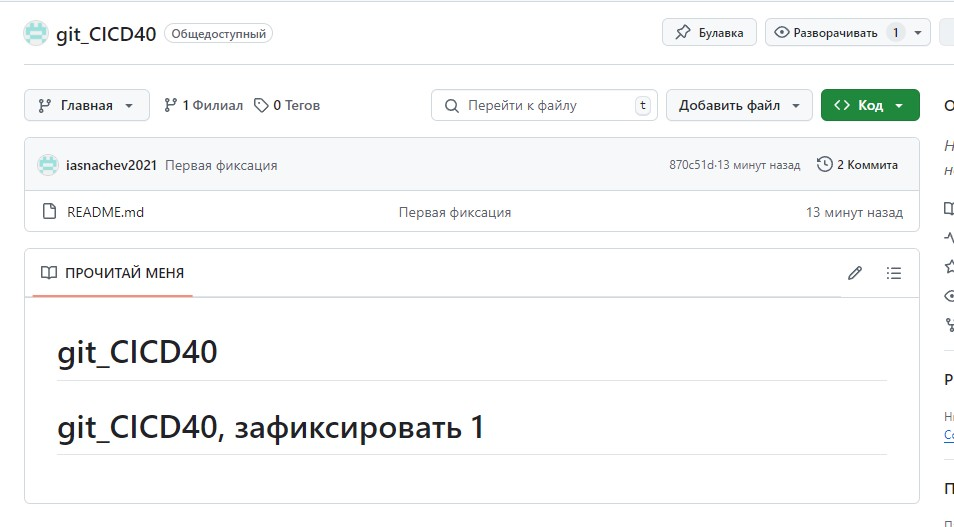 git_CICD40 Общедоступный Булавка Разворачивать 1
Главная 1 Филиал 0 Тегов Перейти к файлу t Добавить файл Код
iasnachev2021 Первая фиксация 870c51d·13 минут назад 2 Коммита
README.md Первая фиксация 13 минут назад
ПРОЧИТАЙ МЕНЯ
git_CICD40
git_CICD40, зафиксировать 1